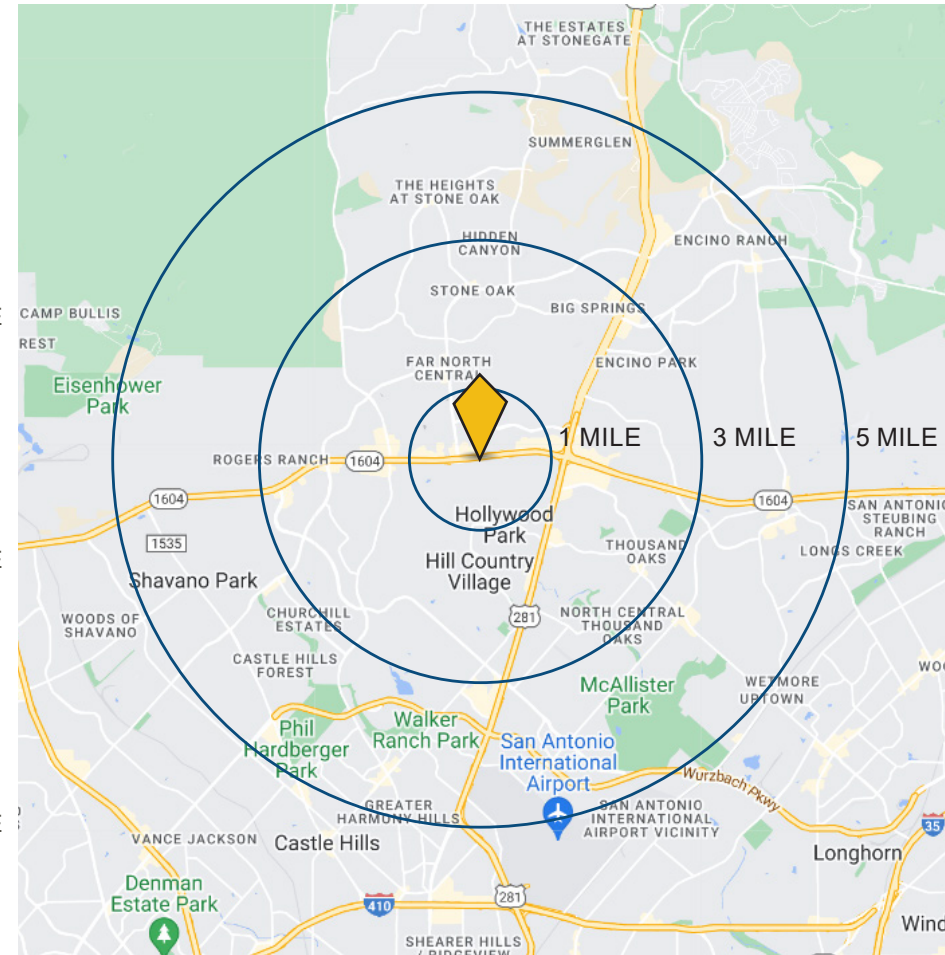 THE ESTATES
AT STONEGATE
SUMMERGLEN
THE HEIGHTS
AT STONE OAK
HIDDEN
CANYON
ENCINO RANCH
STONE OAK
BIG SPRINGS
CAMP BULLIS
REST
FAR NORTH
CENTRAL
ENCINO PARK
Eisenhower
Park
1 MILE
3 MILE
5 MILE
ROGERS RANCH
1604
1604
1604
SAN ANTONIO
STEUBING
RANCH
Hollywood
Park
1535
THOUSAND
OAKS
LONGS CREEK
Hill Country
Village
Shavano Park
281
CHURCHILL
ESTATES
NORTH CENTRAL
THOUSAND
OAKS
WOODS OF
SHAVANO
CASTLE HILLS
FOREST
WOO
McAllister
Park
WETMORE
UPTOWN
Phil
Hardberger
Park
Walker
Ranch Park
San Antonio
International
Airport
Wurzbach Pkwy
GREATER
HARMONY HILLS
SAN ANTONIO
INTERNATIONAL
AIRPORT VICINITY
35
VANCE JACKSON
Castle Hills
Longhorn
Denman
Estate Park
410
281
Wind
SHEARER HILLS
/ RIDGEVIEW